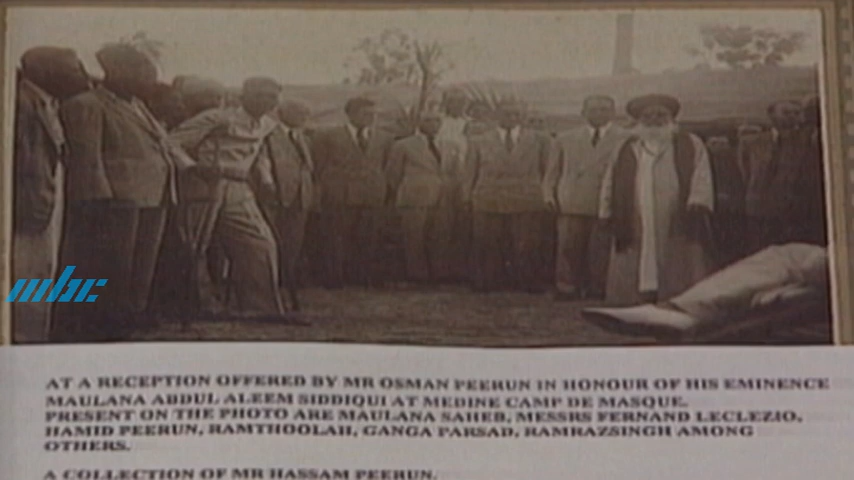 mbc
AT A RECEPTION OFFERED BY MR OSMAN PEERUN IN HONOUR OF HIS EMINENCE
MAULANA ABDUL ALEEM SIDDIQUI AT MEDINE CAMP DE MASQUE.
PRESENT ON THE PHOTO ARE MAULANA SAHEB, MESSRS FERNAND LECLEZIO,
HAMID PEERUN, RAMTHOOLAH, GANGA PARSAD, RAMRAZSINGH AMONG
OTHERS.
A COLLECTION OF MR HASSAM PEERUN.